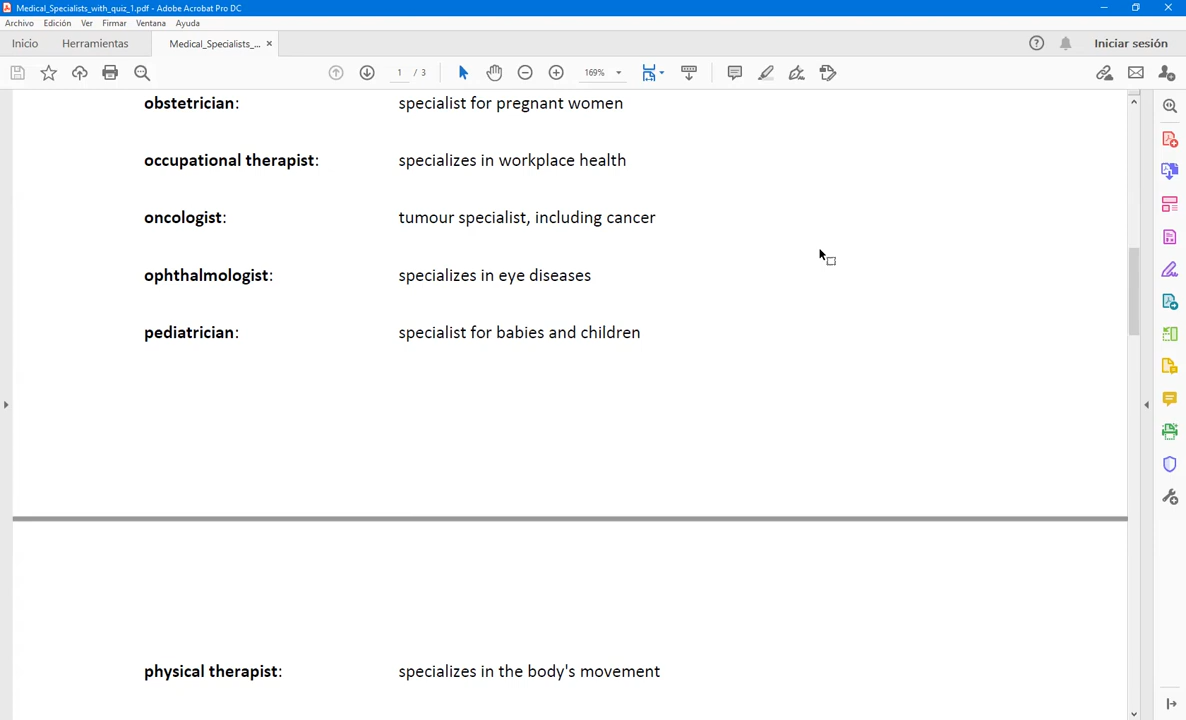 Medical_Specialists_with_quiz_1.pdf - Adobe Acrobat Pro DC
Archivo Edición Ver Firmar Ventana Ayuda
Inicio Herramientas Medical_Specialists_... × Iniciar sesión
1 / 3 169%
obstetrician: specialist for pregnant women
occupational therapist: specializes in workplace health
oncologist: tumour specialist, including cancer
ophthalmologist: specializes in eye diseases
pediatrician: specialist for babies and children
physical therapist: specializes in the body's movement